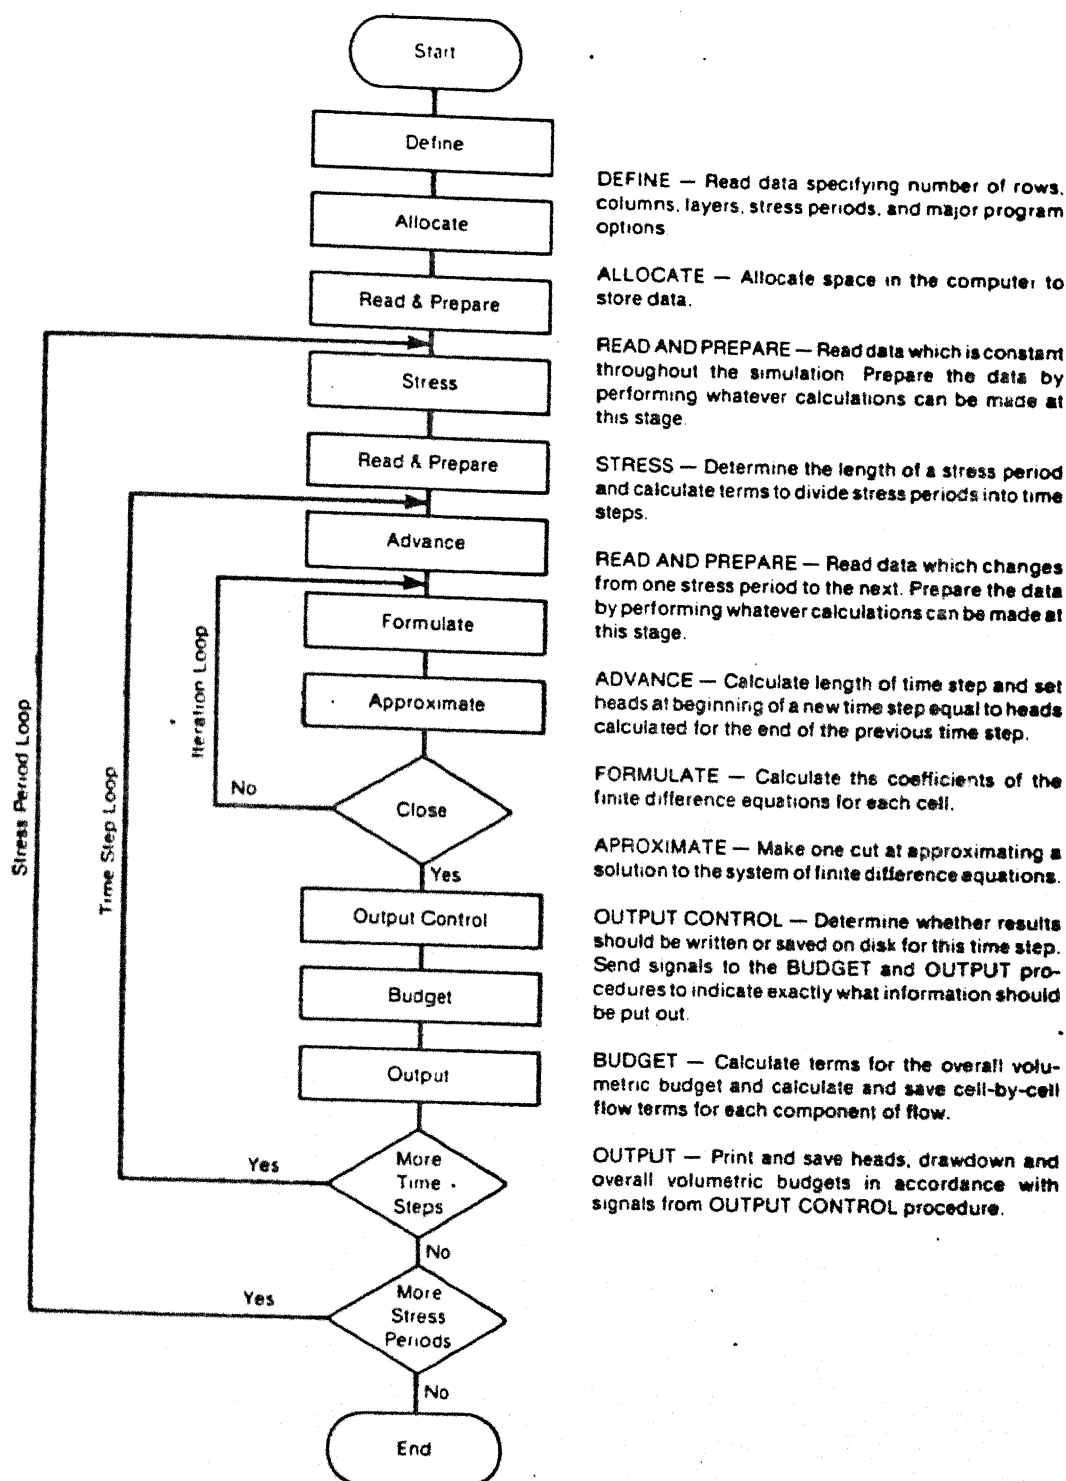 Start
Define
Allocate
Read & Prepare
Stress
Read & Prepare
Advance
Formulate
Approximate
Close
No
Yes
Iteration Loop
Time Step Loop
Stress Period Loop
Output Control
Budget
Output
More
Time
Steps
Yes
No
More
Stress
Periods
Yes
No
End
DEFINE — Read data specifying number of rows,
columns, layers, stress periods, and major program
options.
ALLOCATE — Allocate space in the computer to
store data.
READ AND PREPARE — Read data which is constant
throughout the simulation Prepare the data by
performing whatever calculations can be made at
this stage.
STRESS — Determine the length of a stress period
and calculate terms to divide stress periods into time
steps.
READ AND PREPARE — Read data which changes
from one stress period to the next. Prepare the data
by performing whatever calculations can be made at
this stage.
ADVANCE — Calculate length of time step and set
heads at beginning of a new time step equal to heads
calculated for the end of the previous time step.
FORMULATE — Calculate the coefficients of the
finite difference equations for each cell.
APROXIMATE — Make one cut at approximating a
solution to the system of finite difference equations.
OUTPUT CONTROL — Determine whether results
should be written or saved on disk for this time step.
Send signals to the BUDGET and OUTPUT pro-
cedures to indicate exactly what information should
be put out.
BUDGET — Calculate terms for the overall volu-
metric budget and calculate and save cell-by-cell
flow terms for each component of flow.
OUTPUT — Print and save heads, drawdown and
overall volumetric budgets in accordance with
signals from OUTPUT CONTROL procedure.